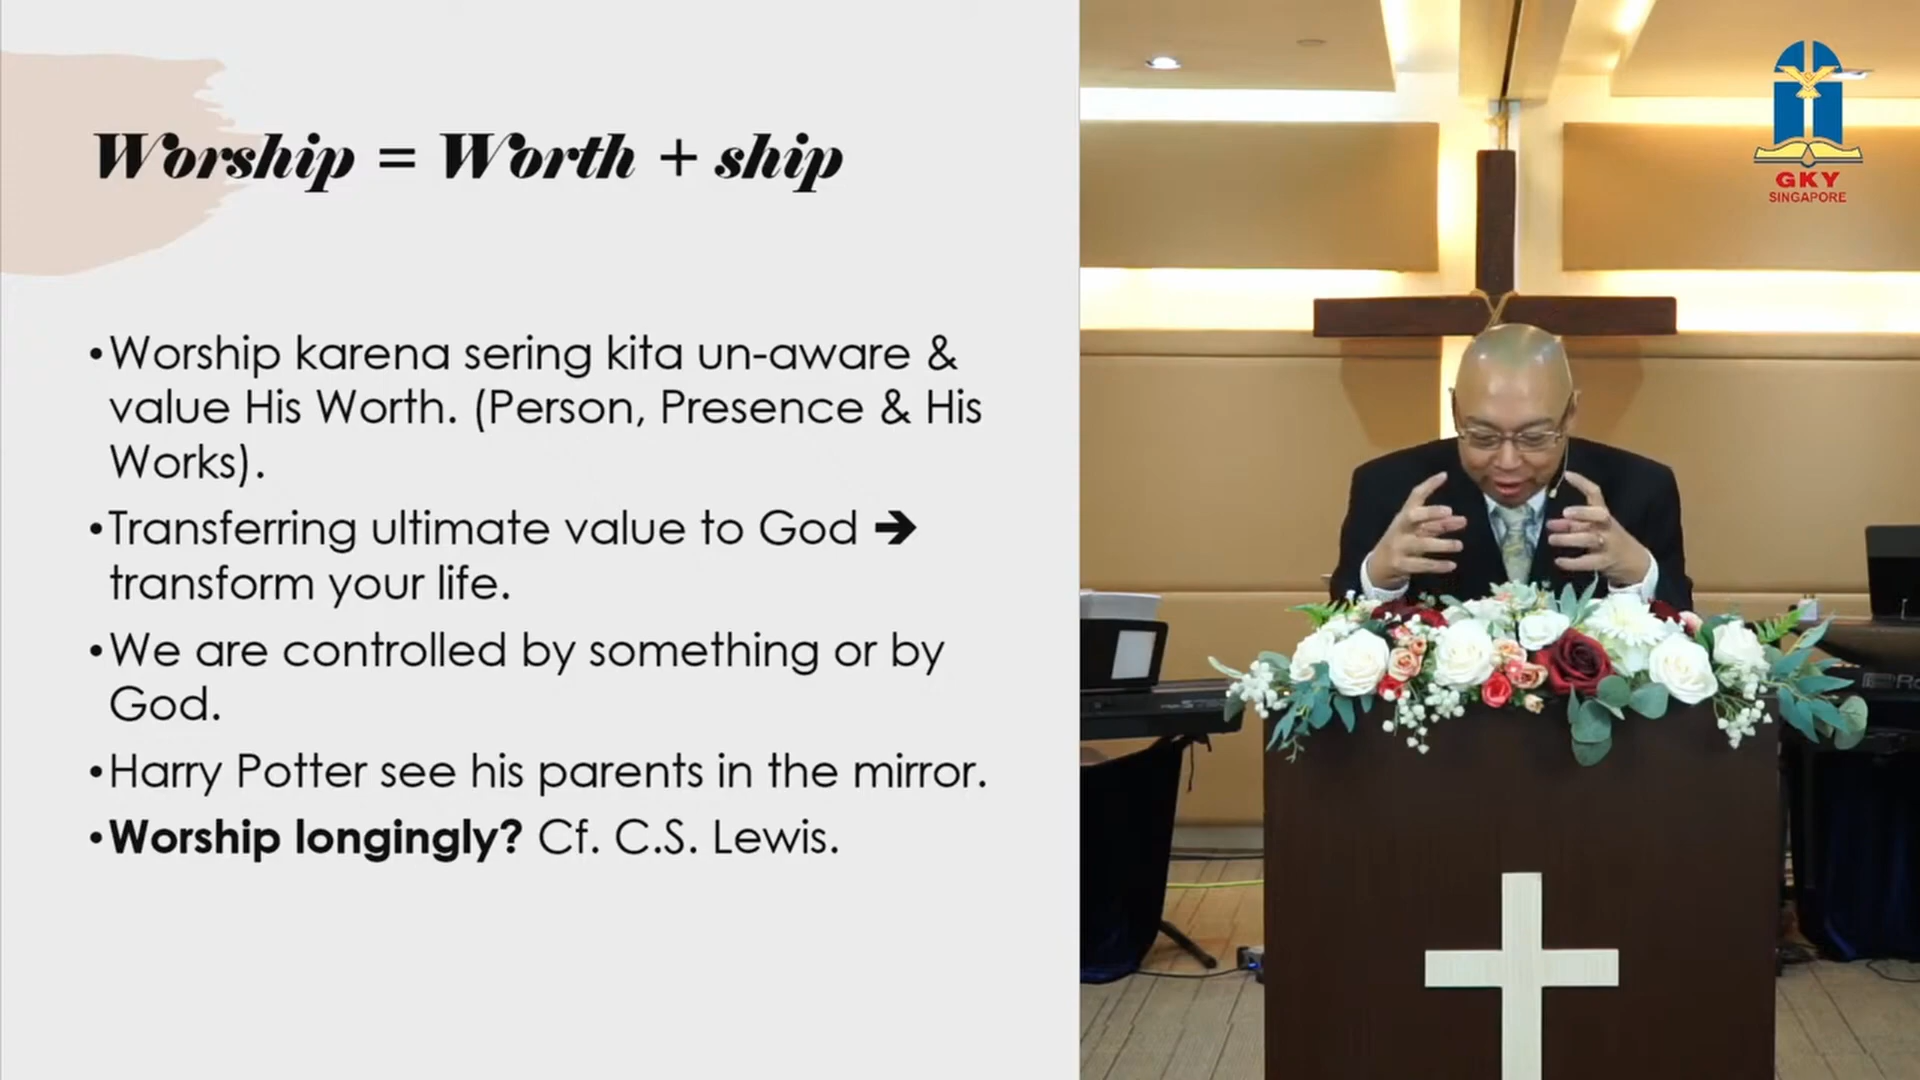 Worship = Worth + ship
•Worship karena sering kita un-aware &
value His Worth. (Person, Presence & His
Works).
•Transferring ultimate value to God ➔
transform your life.
•We are controlled by something or by
God.
•Harry Potter see his parents in the mirror.
•Worship longingly? Cf. C.S. Lewis.
GKY
SINGAPORE